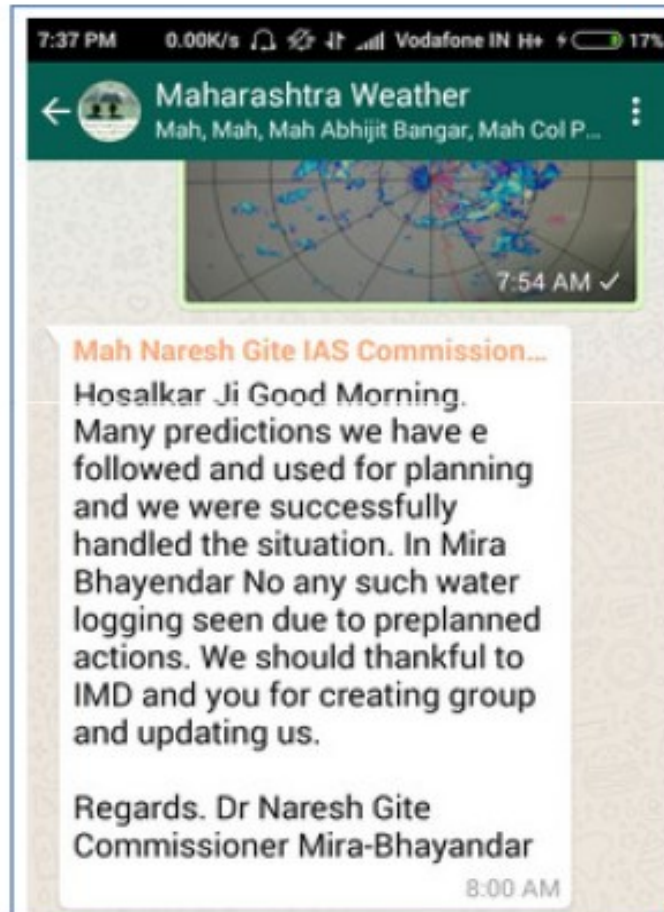 7:37 PM 0.00K/s Vodafone IN H+ 17%
Maharashtra Weather
Mah, Mah, Mah Abhijit Bangar, Mah Col P...
7:54 AM
Mah Naresh Gite IAS Commission...
Hosalkar Ji Good Morning.
Many predictions we have e
followed and used for planning
and we were successfully
handled the situation. In Mira
Bhayendar No any such water
logging seen due to preplanned
actions. We should thankful to
IMD and you for creating group
and updating us.
Regards. Dr Naresh Gite
Commissioner Mira-Bhayandar
8:00 AM